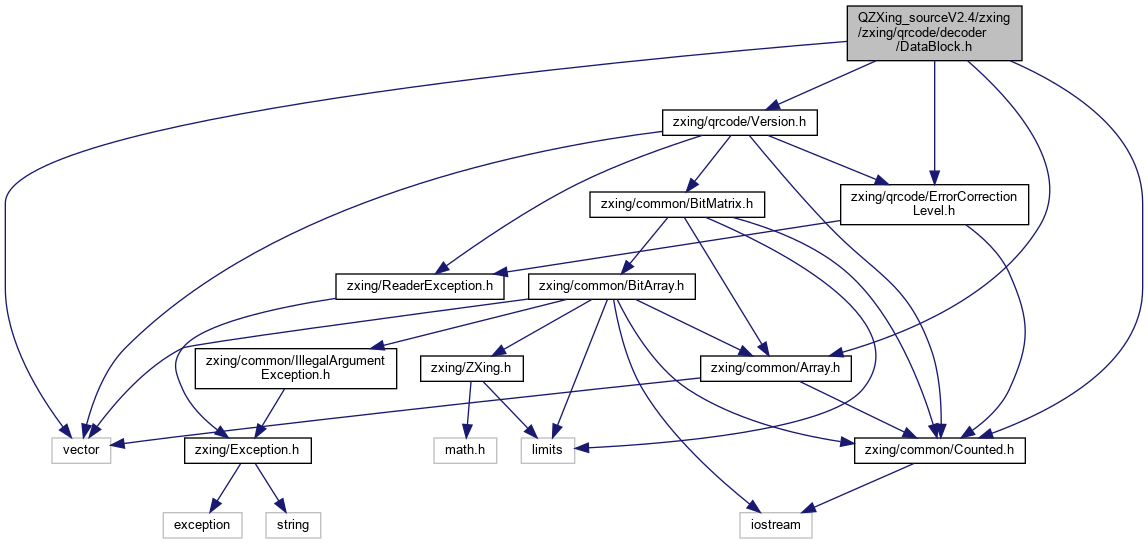 QZXing_sourceV2.4/zxing
/zxing/qrcode/decoder
/DataBlock.h
zxing/qrcode/Version.h
zxing/common/BitMatrix.h
zxing/qrcode/ErrorCorrection
Level.h
zxing/ReaderException.h
zxing/common/BitArray.h
zxing/common/IllegalArgument
Exception.h
zxing/ZXing.h
zxing/common/Array.h
vector
zxing/Exception.h
math.h
limits
zxing/common/Counted.h
exception
string
iostream